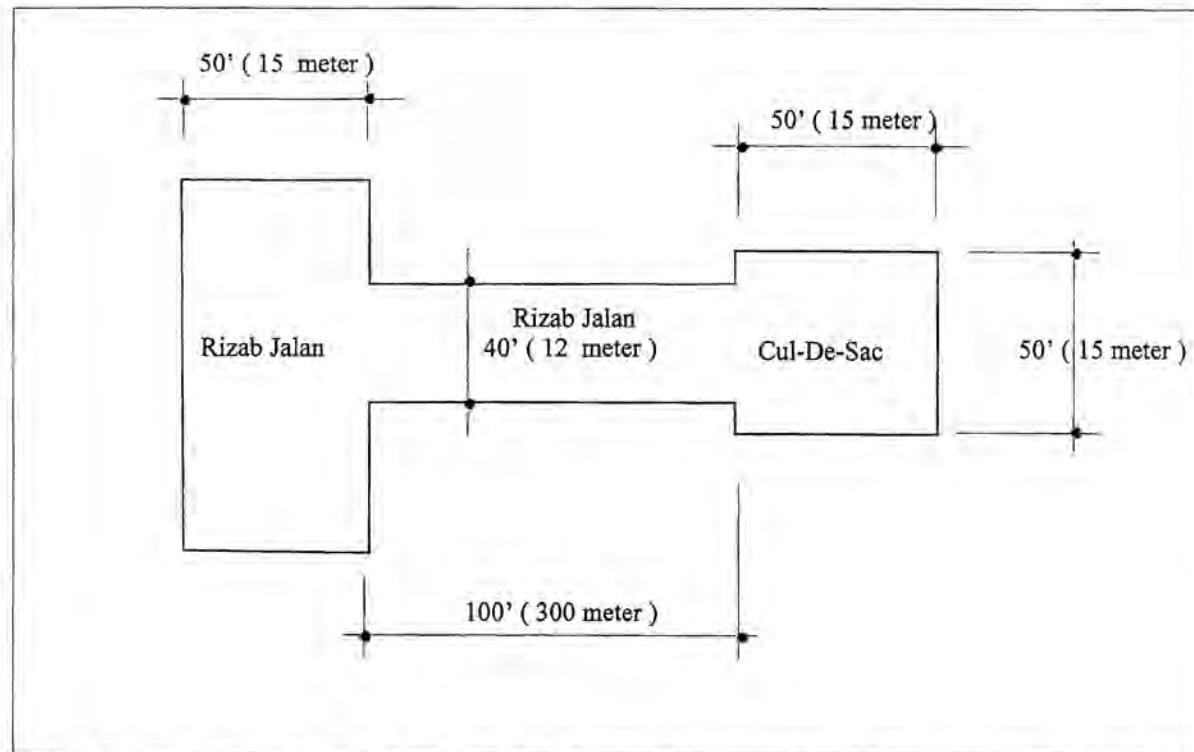 50' ( 15 meter )
50' ( 15 meter )
Rizab Jalan
Rizab Jalan
40' ( 12 meter )
Cul-De-Sac
50' ( 15 meter )
100' ( 300 meter )